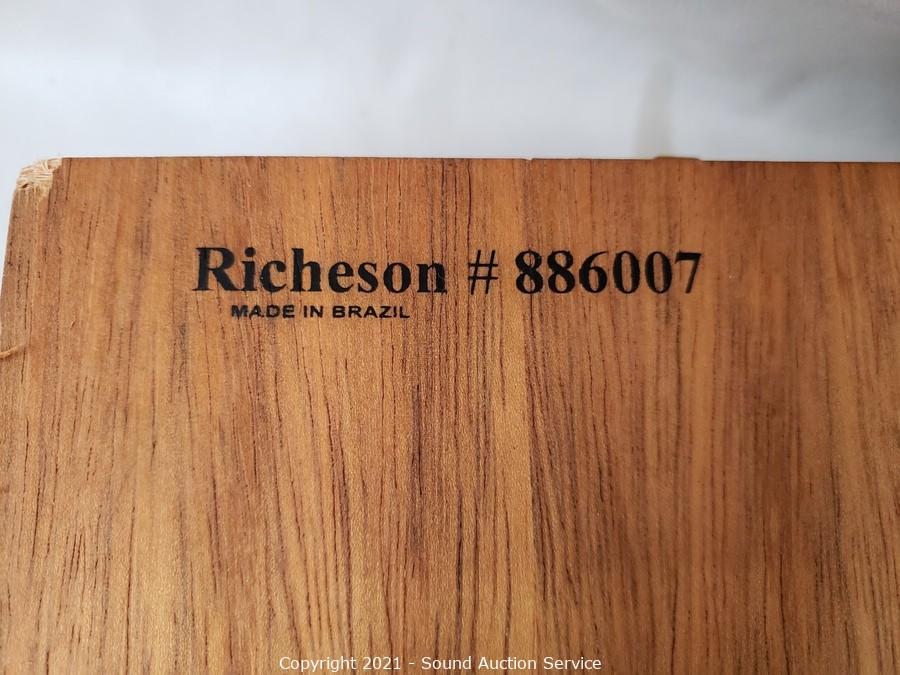 Richeson # 886007
MADE IN BRAZIL
Copyright 2021 - Sound Auction Service